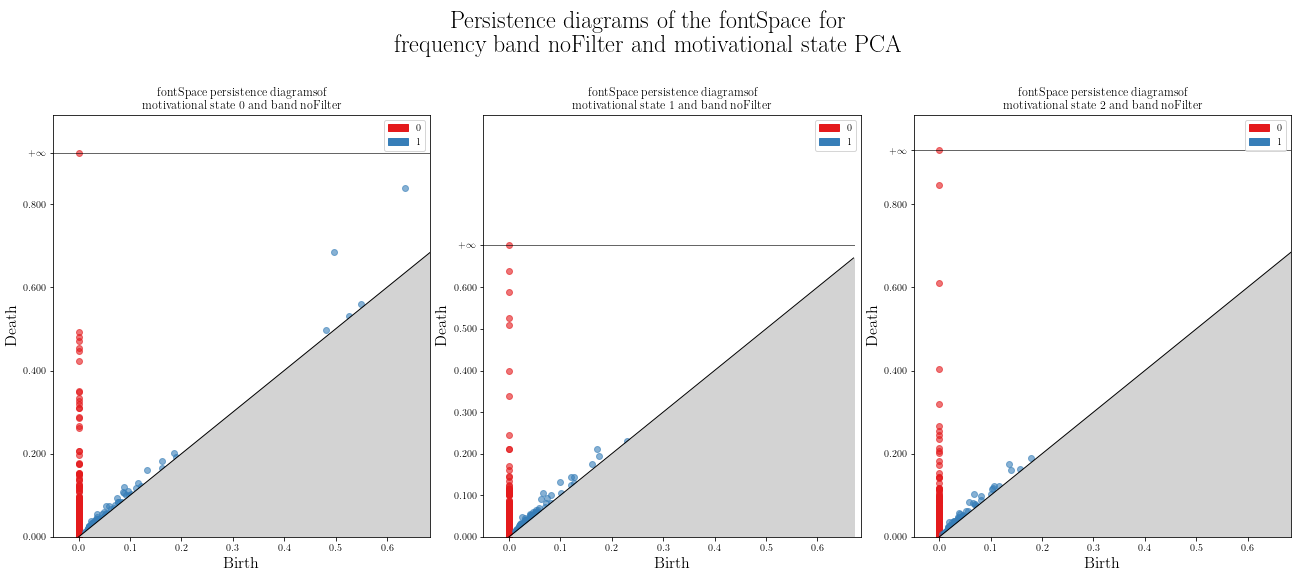 Persistence diagrams of the fontSpace for
frequency band noFilter and motivational state PCA
fontSpace persistence diagramsof
motivational state 0 and band noFilter
0
1
+∞
0.800
0.600
0.400
0.200
0.000
Death
0.0 0.1 0.2 0.3 0.4 0.5 0.6
Birth
fontSpace persistence diagramsof
motivational state 1 and band noFilter
0
1
+∞
0.600
0.500
0.400
0.300
0.200
0.100
0.000
Death
0.0 0.1 0.2 0.3 0.4 0.5 0.6
Birth
fontSpace persistence diagramsof
motivational state 2 and band noFilter
0
1
+∞
0.800
0.600
0.400
0.200
0.000
Death
0.0 0.1 0.2 0.3 0.4 0.5 0.6
Birth